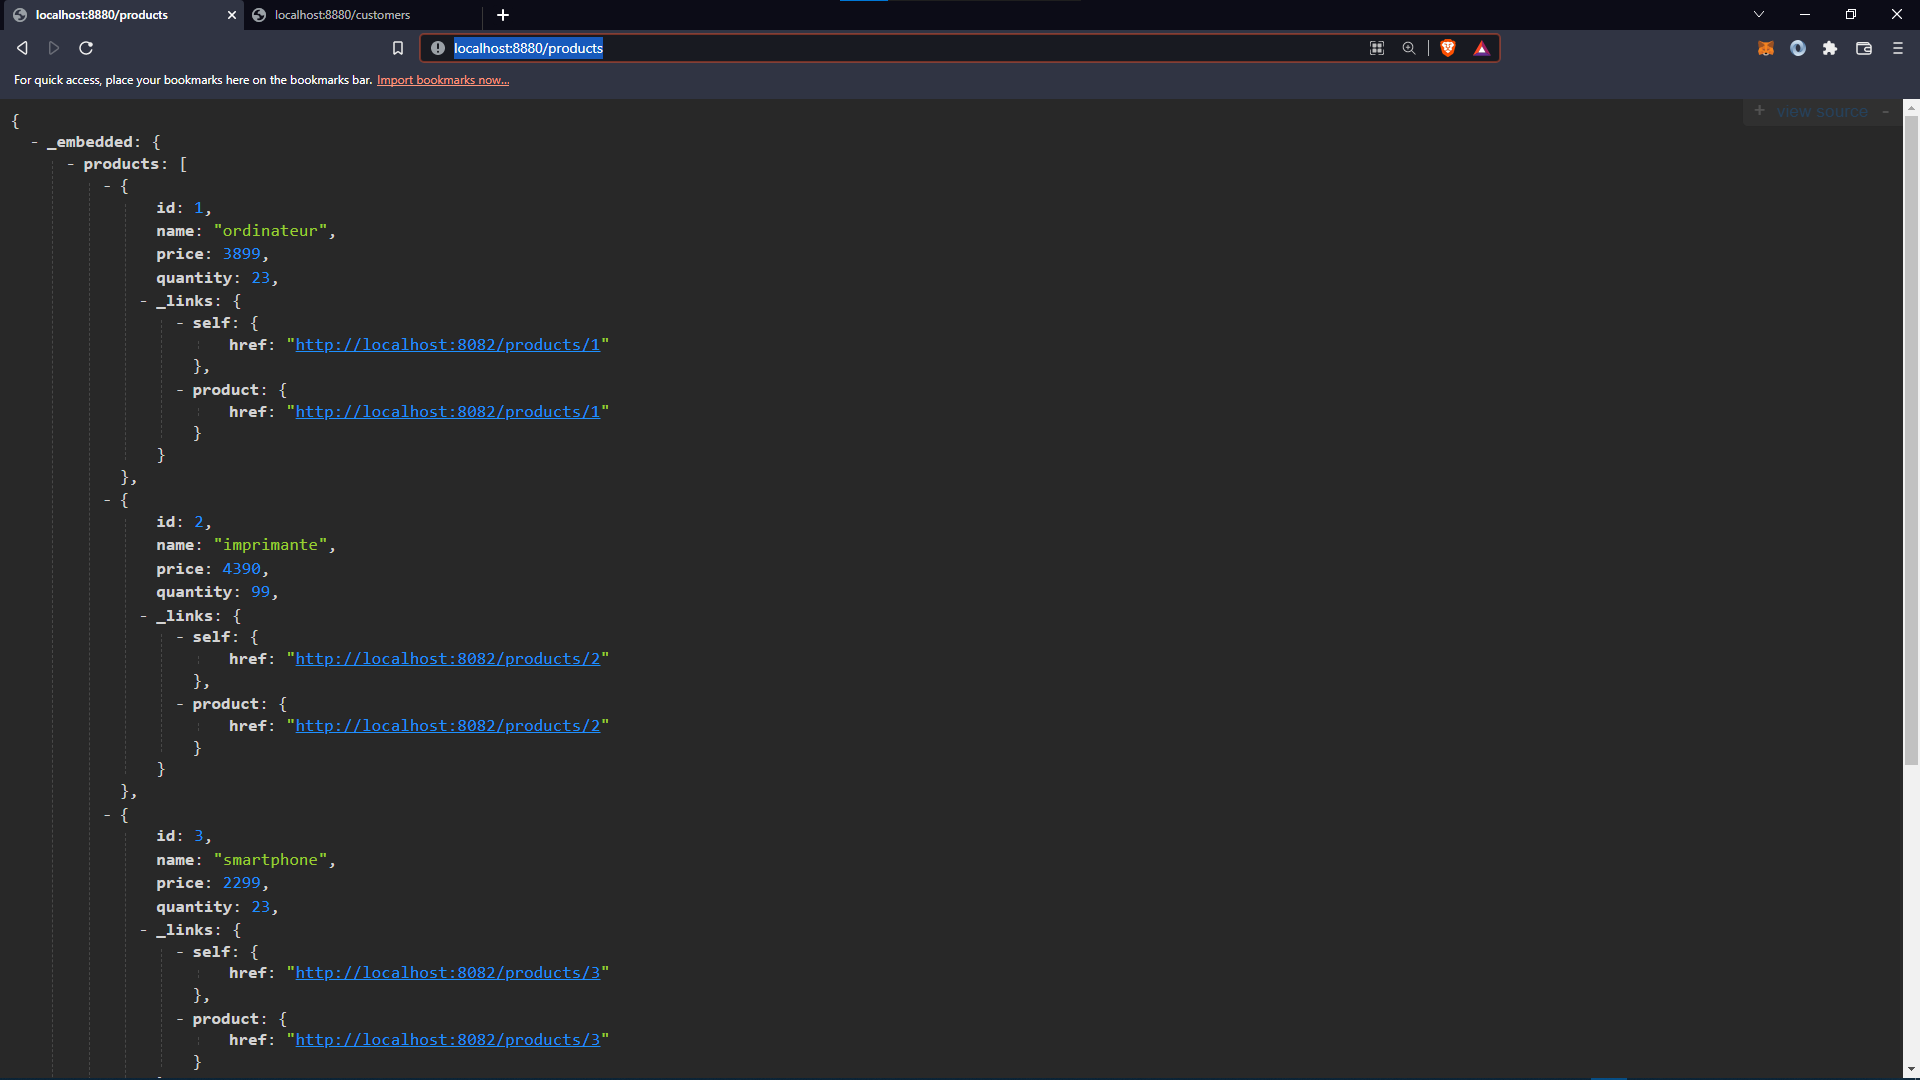 localhost:8880/products
localhost:8880/customers
localhost:8880/products
For quick access, place your bookmarks here on the bookmarks bar. Import bookmarks now...
+ view source -
{
- _embedded: {
- products: [
- {
id: 1,
name: "ordinateur",
price: 3899,
quantity: 23,
- _links: {
- self: {
href: "http://localhost:8082/products/1"
},
- product: {
href: "http://localhost:8082/products/1"
}
}
},
- {
id: 2,
name: "imprimante",
price: 4390,
quantity: 99,
- _links: {
- self: {
href: "http://localhost:8082/products/2"
},
- product: {
href: "http://localhost:8082/products/2"
}
}
},
- {
id: 3,
name: "smartphone",
price: 2299,
quantity: 23,
- _links: {
- self: {
href: "http://localhost:8082/products/3"
},
- product: {
href: "http://localhost:8082/products/3"
}